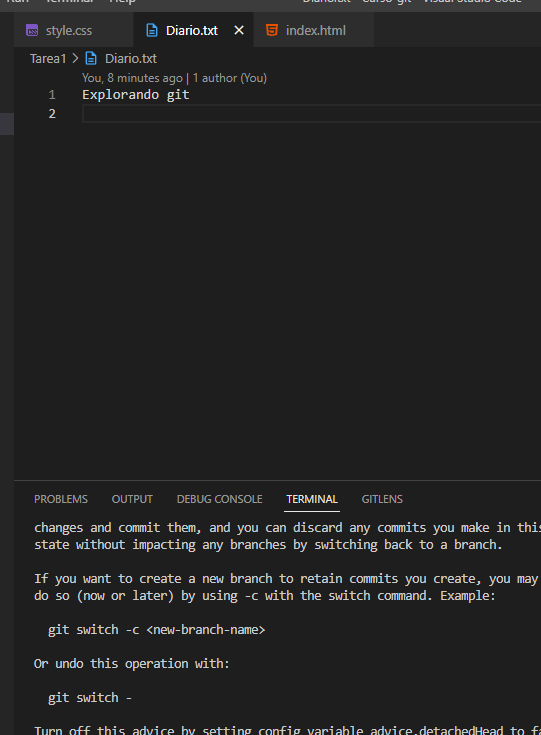 Run Terminal Help Visual Studio Code
style.css Diario.txt index.html
Tarea1 > Diario.txt
You, 8 minutes ago | 1 author (You)
1 Explorando git
2
PROBLEMS OUTPUT DEBUG CONSOLE TERMINAL GITLENS
changes and commit them, and you can discard any commits you make in this
state without impacting any branches by switching back to a branch.
If you want to create a new branch to retain commits you create, you may
do so (now or later) by using -c with the switch command. Example:
git switch -c <new-branch-name>
Or undo this operation with:
git switch -
Turn off this advice by setting config variable advice.detachedHead to fa